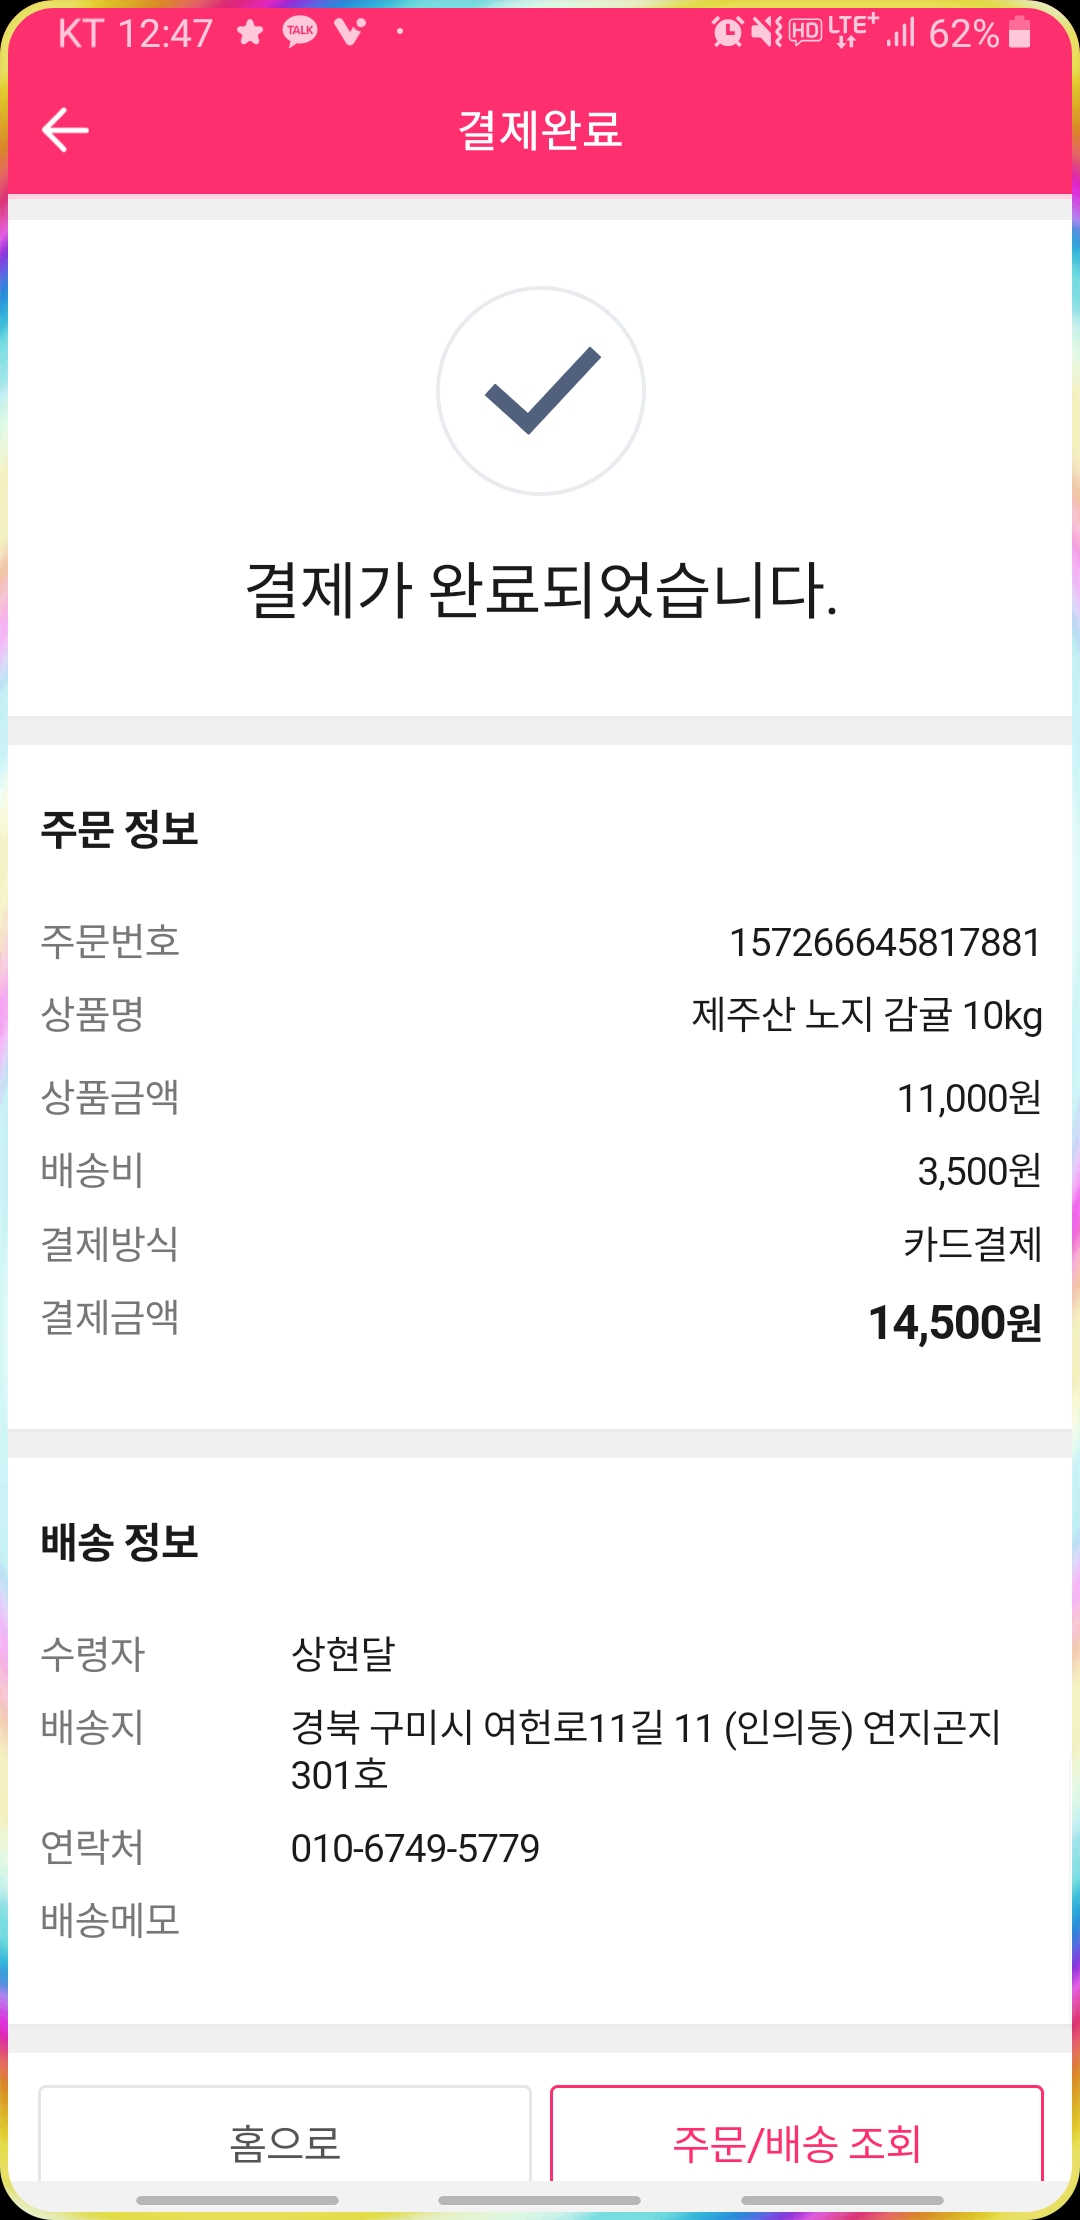 KT 12:47 TALK HD LTE+ 62%
결제완료
결제가 완료되었습니다.
주문 정보
주문번호 157266645817881
상품명 제주산 노지 감귤 10kg
상품금액 11,000원
배송비 3,500원
결제방식 카드결제
결제금액 14,500원
배송 정보
수령자 상현달
배송지 경북 구미시 여헌로11길 11 (인의동) 연지곤지
301호
연락처 010-6749-5779
배송메모
홈으로 주문/배송 조회